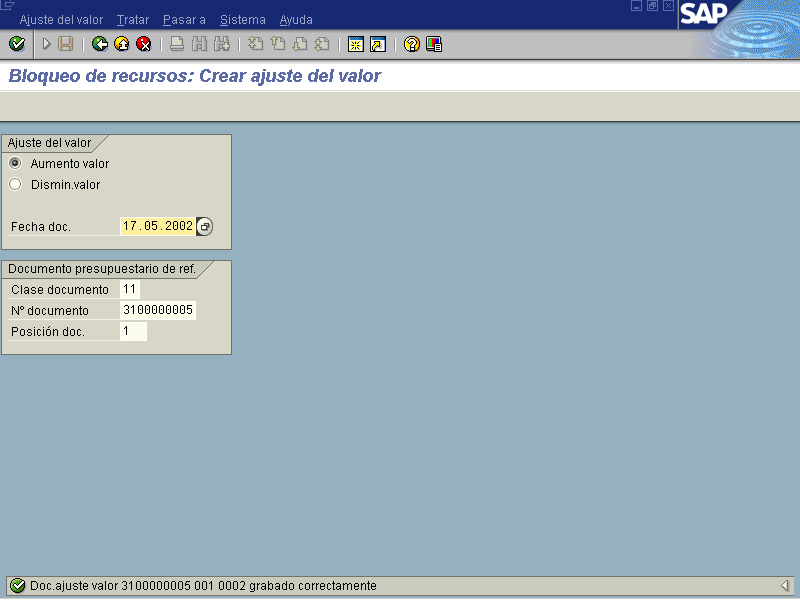 Ajuste del valor Tratar Pasar a Sistema Ayuda
SAP
Bloqueo de recursos: Crear ajuste del valor
Ajuste del valor
Aumento valor
Dismin.valor
Fecha doc. 17.05.2002
Documento presupuestario de ref.
Clase documento 11
Nº documento 3100000005
Posición doc. 1
Doc.ajuste valor 3100000005 001 0002 grabado correctamente